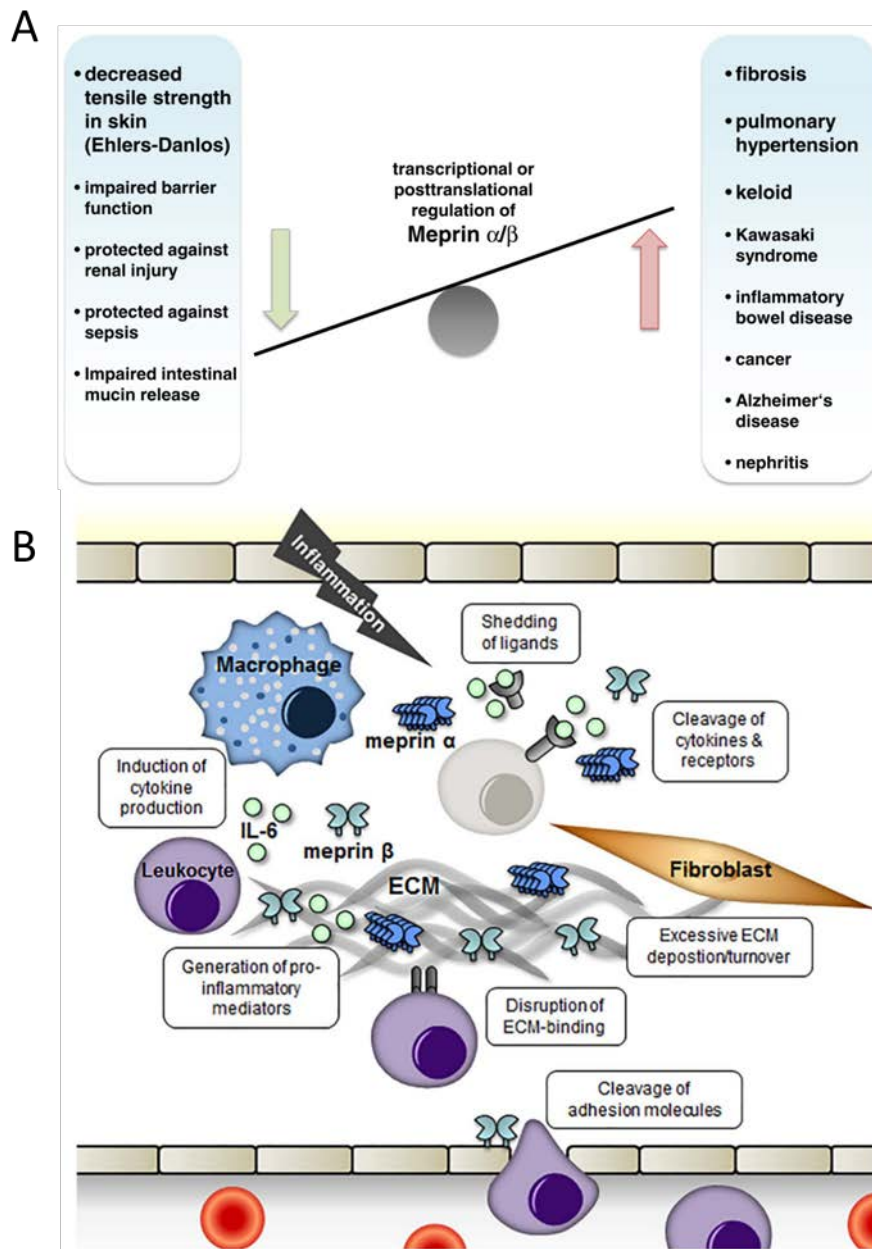 A
• decreased
tensile strength
in skin
(Ehlers-Danlos)
• impaired barrier
function
• protected against
renal injury
• protected against
sepsis
• Impaired intestinal
mucin release
transcriptional or
posttranslational
regulation of
Meprin α/β
• fibrosis
• pulmonary
hypertension
• keloid
• Kawasaki
syndrome
• inflammatory
bowel disease
• cancer
• Alzheimer‘s
disease
• nephritis
B
Inflammation
Macrophage
Shedding
of ligands
meprin α
Cleavage of
cytokines &
receptors
Induction of
cytokine
production
IL-6
meprin β
Leukocyte
ECM
Fibroblast
Generation of pro-
inflammatory
mediators
Excessive ECM
depostion/turnover
Disruption of
ECM-binding
Cleavage of
adhesion molecules